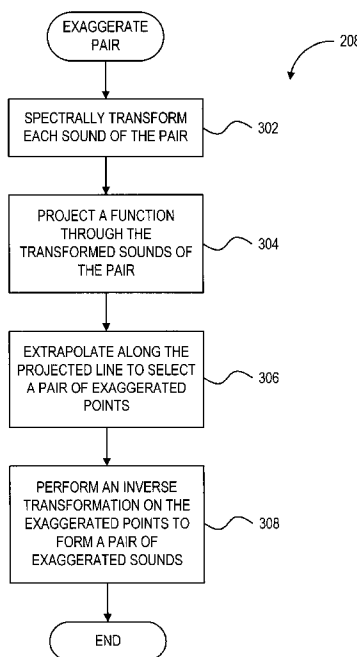 EXAGGERATE
PAIR
208
SPECTRALLY TRANSFORM
EACH SOUND OF THE PAIR
302
PROJECT A FUNCTION
THROUGH THE
TRANSFORMED SOUNDS OF
THE PAIR
304
EXTRAPOLATE ALONG THE
PROJECTED LINE TO SELECT
A PAIR OF EXAGGERATED
POINTS
306
PERFORM AN INVERSE
TRANSFORMATION ON THE
EXAGGERATED POINTS TO
FORM A PAIR OF
EXAGGERATED SOUNDS
308
END